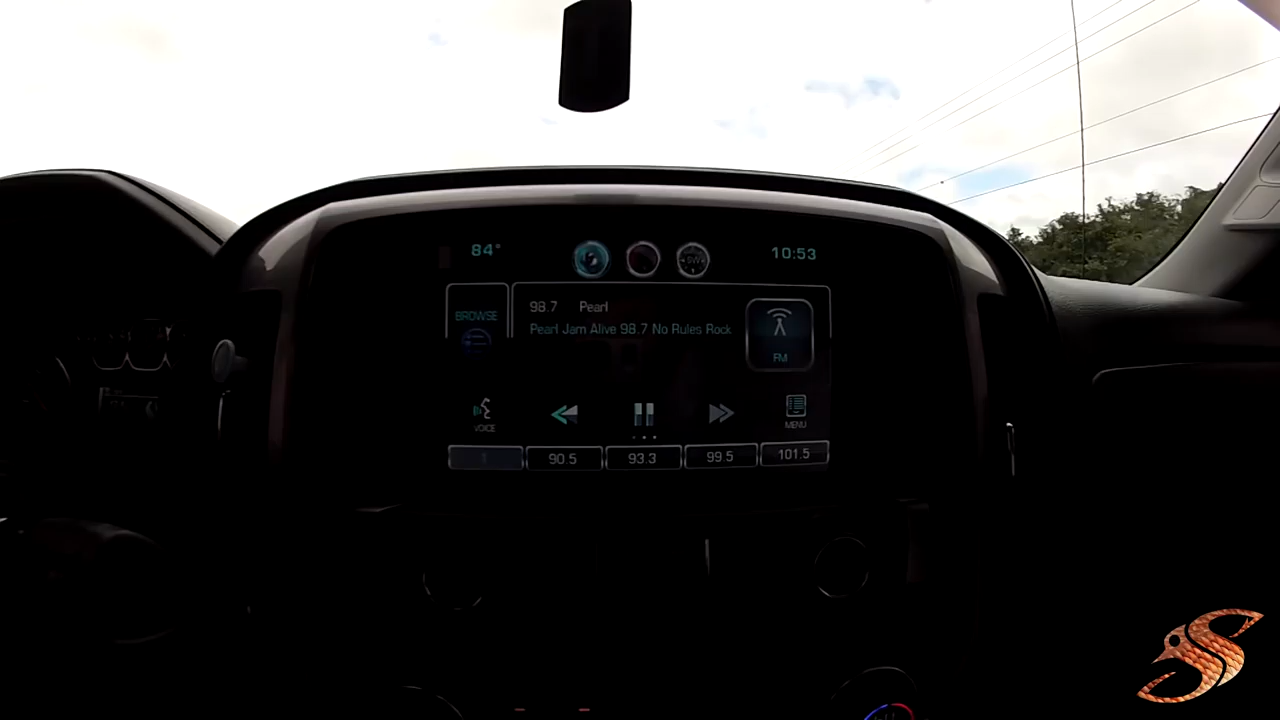 84°
SW
10:53
BROWSE
98.7 Pearl
Pearl Jam Alive 98.7 No Rules Rock
FM
VOICE
MENU
90.5
93.3
99.5
101.5